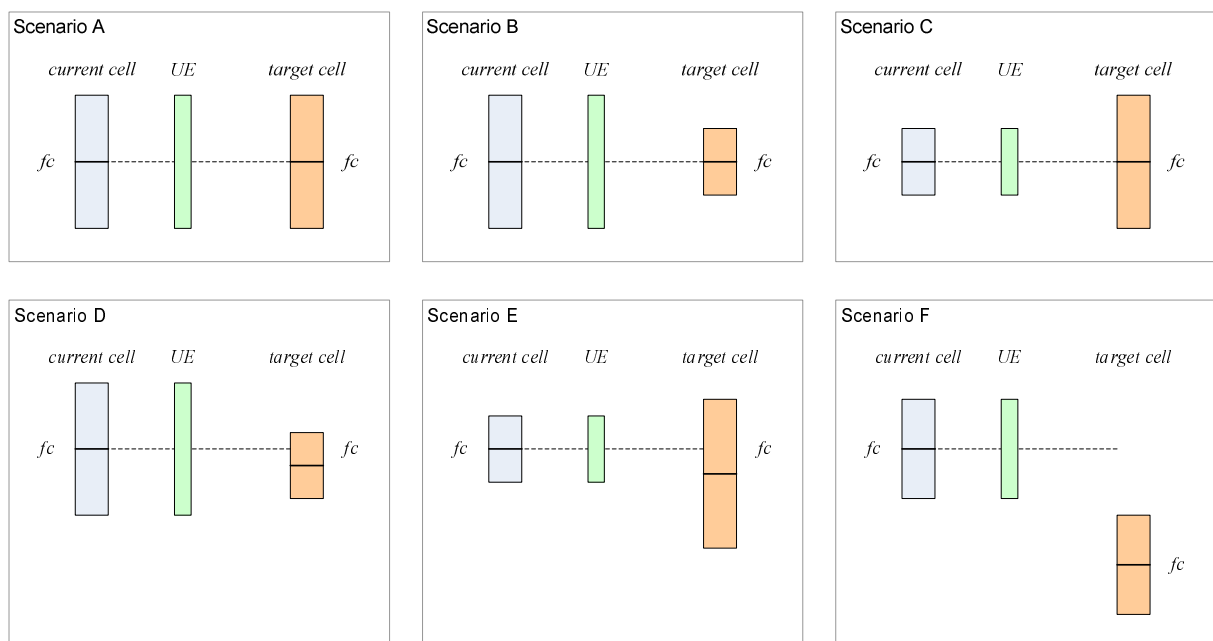 Scenario A
current cell UE target cell
fc fc
Scenario B
current cell UE target cell
fc fc
Scenario C
current cell UE target cell
fc fc
Scenario D
current cell UE target cell
fc fc
Scenario E
current cell UE target cell
fc fc
Scenario F
current cell UE target cell
fc
fc